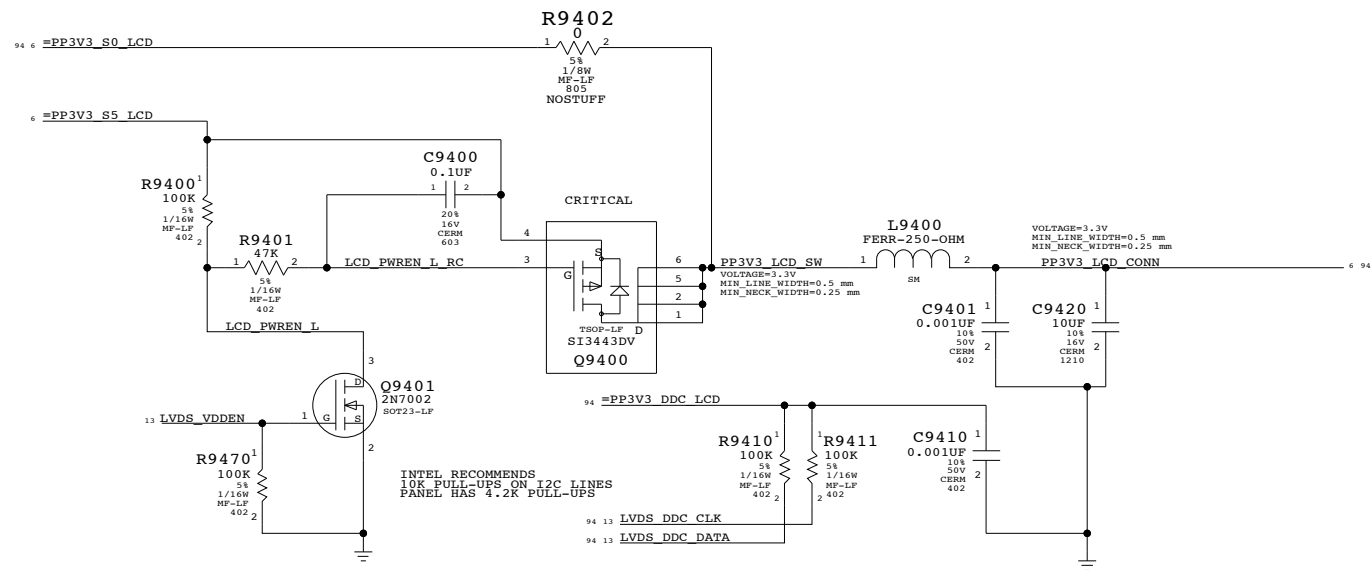 R9402
0
94 6 =PP3V3_S0_LCD
1 2
5%
1/8W
MF-LF
805
NOSTUFF
6 =PP3V3_S5_LCD
C9400
0.1UF
1 2
20%
16V
CERM
603
R9400
1
100K
5%
1/16W
MF-LF
402
2
R9401
47K
1 2
5%
1/16W
MF-LF
402
LCD_PWREN_L_RC
CRITICAL
4
S
3
G
6
5
2
1
D
TSOP-LF
SI3443DV
Q9400
PP3V3_LCD_SW
VOLTAGE=3.3V
MIN_LINE_WIDTH=0.5 mm
MIN_NECK_WIDTH=0.25 mm
L9400
FERR-250-OHM
1 2
SM
VOLTAGE=3.3V
MIN_LINE_WIDTH=0.5 mm
MIN_NECK_WIDTH=0.25 mm
PP3V3_LCD_CONN
6 94
C9401
0.001UF
10%
50V
CERM
402
1
2
C9420
10UF
10%
16V
CERM
1210
1
2
LCD_PWREN_L
3
D
Q9401
2N7002
SOT23-LF
13 LVDS_VDDEN
1
G
S
2
R9470
1
100K
5%
1/16W
MF-LF
402
2
INTEL RECOMMENDS
10K PULL-UPS ON I2C LINES
PANEL HAS 4.2K PULL-UPS
94 =PP3V3_DDC_LCD
R9410
1
100K
5%
1/16W
MF-LF
402
2
R9411
1
100K
5%
1/16W
MF-LF
402
2
C9410
0.001UF
10%
50V
CERM
402
1
2
94 13 LVDS_DDC_CLK
94 13 LVDS_DDC_DATA